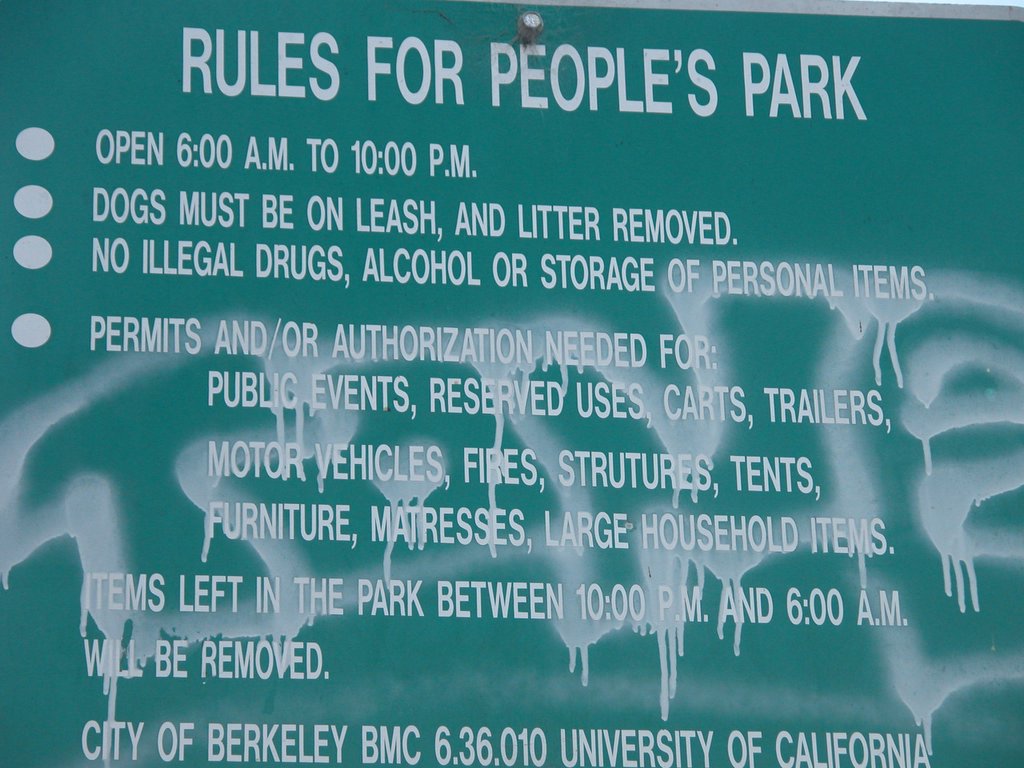 RULES FOR PEOPLE'S PARK
OPEN 6:00 A.M. TO 10:00 P.M.
DOGS MUST BE ON LEASH, AND LITTER REMOVED.
NO ILLEGAL DRUGS, ALCOHOL OR STORAGE OF PERSONAL ITEMS.
PERMITS AND/OR AUTHORIZATION NEEDED FOR:
PUBLIC EVENTS, RESERVED USES, CARTS, TRAILERS,
MOTOR VEHICLES, FIRES, STRUTURES, TENTS,
FURNITURE, MATRESSES, LARGE HOUSEHOLD ITEMS.
ITEMS LEFT IN THE PARK BETWEEN 10:00 P.M. AND 6:00 A.M.
WILL BE REMOVED.
CITY OF BERKELEY BMC 6.36.010 UNIVERSITY OF CALIFORNIA